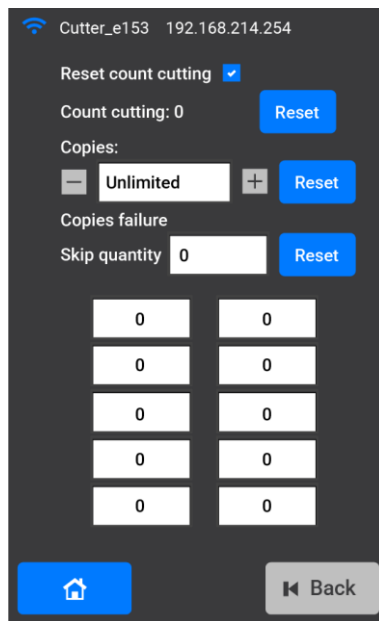 Cutter_e153 192.168.214.254
Reset count cutting
Count cutting: 0 Reset
Copies:
Unlimited Reset
Copies failure
Skip quantity 0 Reset
0 0
0 0
0 0
0 0
0 0
Back